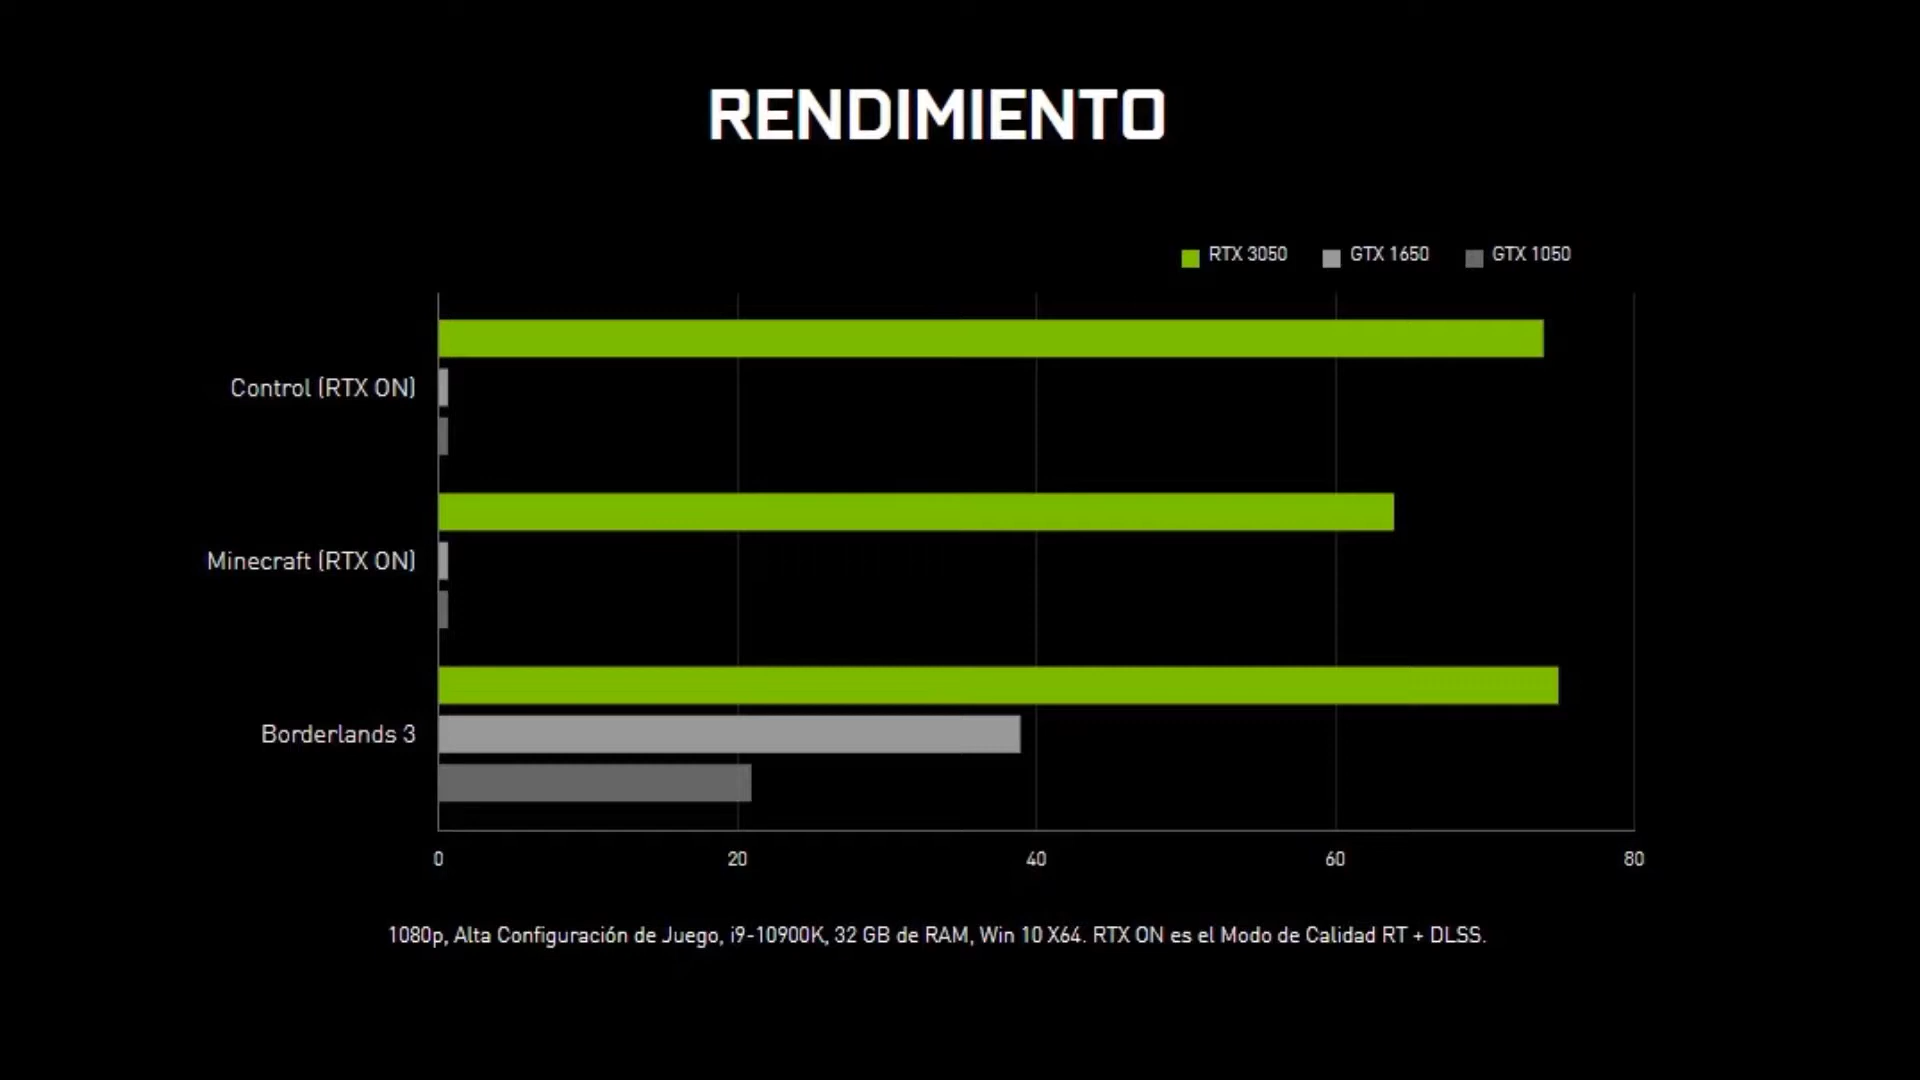 RENDIMIENTO
RTX 3050 GTX 1650 GTX 1050
Control (RTX ON)
Minecraft (RTX ON)
Borderlands 3
0 20 40 60 80
1080p, Alta Configuración de Juego, i9-10900K, 32 GB de RAM, Win 10 X64. RTX ON es el Modo de Calidad RT + DLSS.